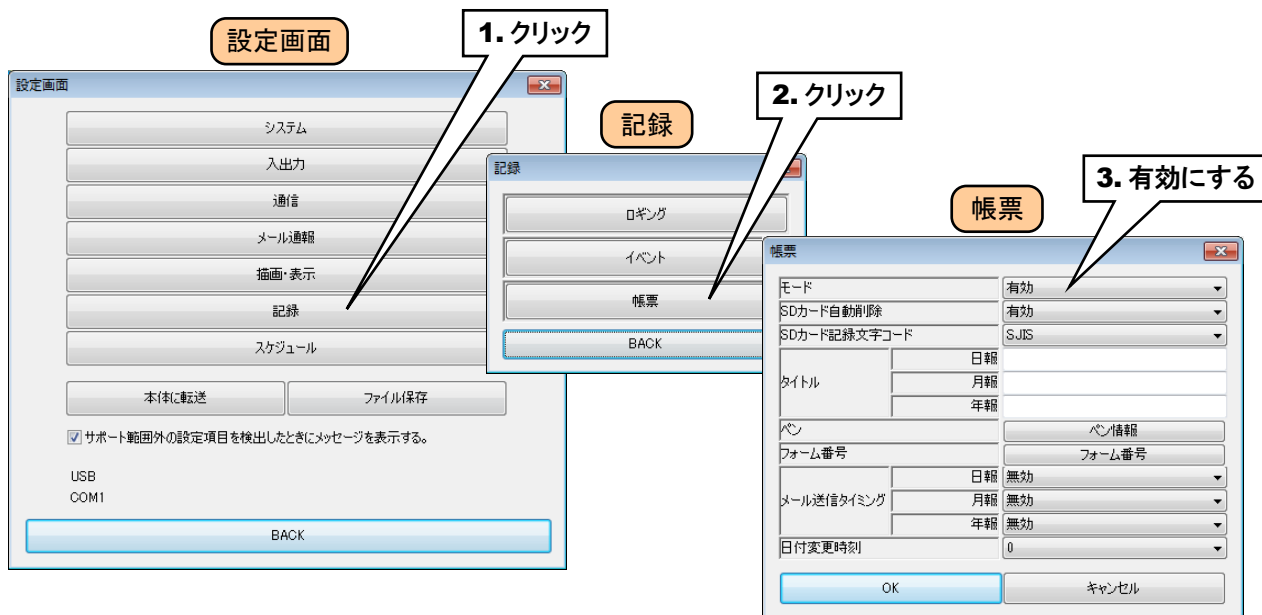 設定画面
1. クリック
設定画面
システム
入出力
通信
メール通報
描画・表示
記録
スケジュール
本体に転送 ファイル保存
サポート範囲外の設定項目を検出したときにメッセージを表示する。
USB
COM1
BACK
記録
2. クリック
記録
ロギング
イベント
帳票
BACK
帳票
3. 有効にする
帳票
モード 有効
SDカード自動削除 有効
SDカード記録文字コード SJIS
タイトル 日報
月報
年報
ペン ペン情報
フォーム番号 フォーム番号
メール送信タイミング 日報 無効
月報 無効
年報 無効
日付変更時刻 0
OK キャンセル